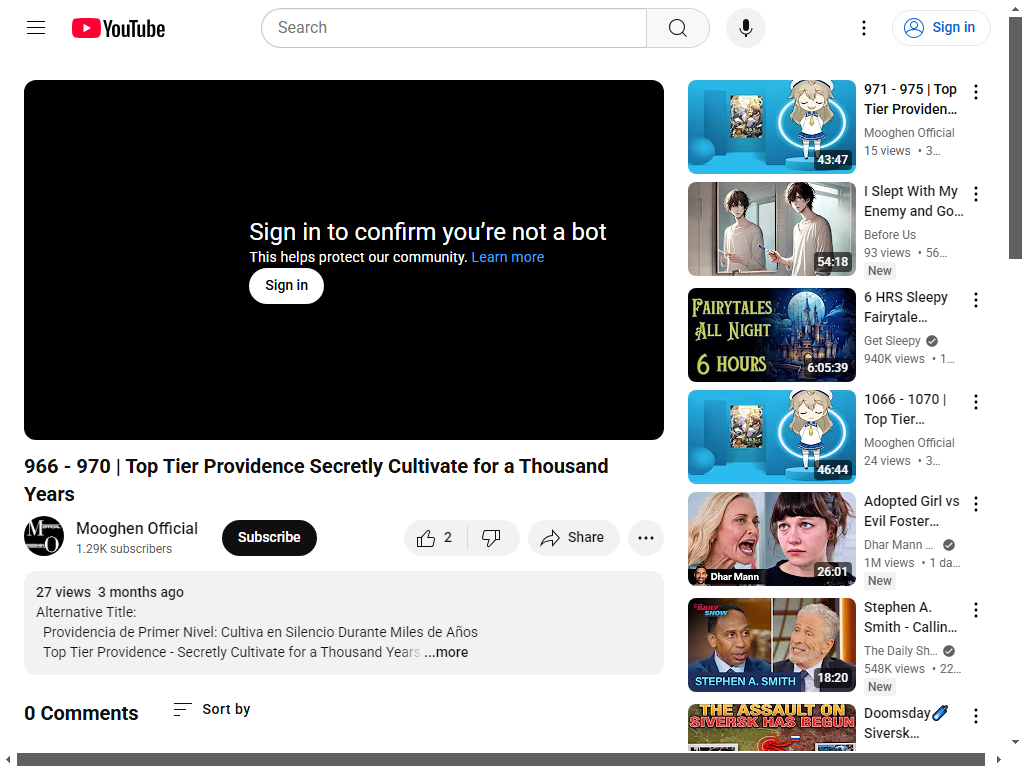 YouTube
Search
Sign in
Sign in to confirm you’re not a bot
This helps protect our community. Learn more
Sign in
966 - 970 | Top Tier Providence Secretly Cultivate for a Thousand
Years
Mooghen Official
1.29K subscribers
Subscribe
2
Share
27 views 3 months ago
Alternative Title:
Providencia de Primer Nivel: Cultiva en Silencio Durante Miles de Años
Top Tier Providence - Secretly Cultivate for a Thousand Years ...more
0 Comments
Sort by
43:47
971 - 975 | Top
Tier Providen…
Mooghen Official
15 views • 3…
54:18
I Slept With My
Enemy and Go…
Before Us
93 views • 56…
New
FAIRYTALES
ALL NIGHT
6 HOURS
6:05:39
6 HRS Sleepy
Fairytale…
Get Sleepy
940K views • 1…
46:44
1066 - 1070 |
Top Tier…
Mooghen Official
24 views • 3…
Dhar Mann
26:01
Adopted Girl vs
Evil Foster…
Dhar Mann …
1M views • 1 da…
New
THE DAILY SHOW
STEPHEN A. SMITH
18:20
Stephen A.
Smith - Callin…
The Daily Sh…
548K views • 22…
New
THE ASSAULT ON
SIVERSK HAS BEGUN
Doomsday
Siversk…